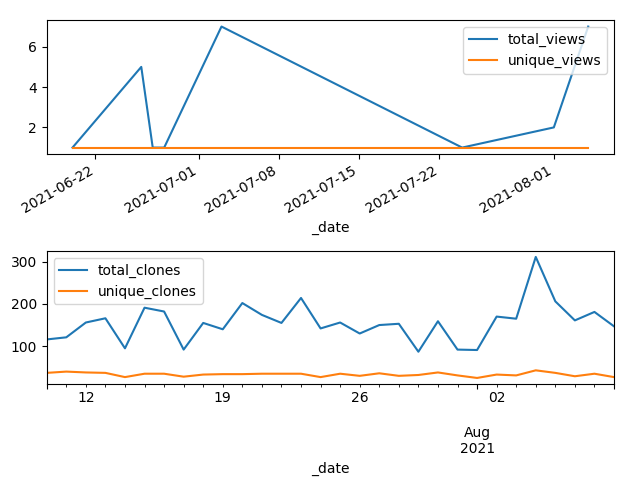 6
4
2
total_views
unique_views
2021-06-22
2021-07-01
2021-07-08
2021-07-15
2021-07-22
2021-08-01
_date
300
200
100
total_clones
unique_clones
12
19
26
02
Aug
2021
_date